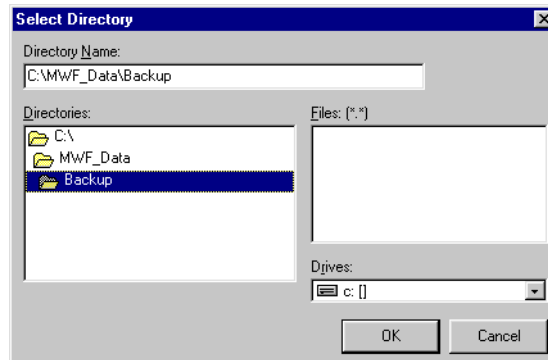 Select Directory
Directory Name:
C:\MWF_Data\Backup
Directories:
C:\
MWF_Data
Backup
Files: (*.*)
Drives:
c: []
OK
Cancel